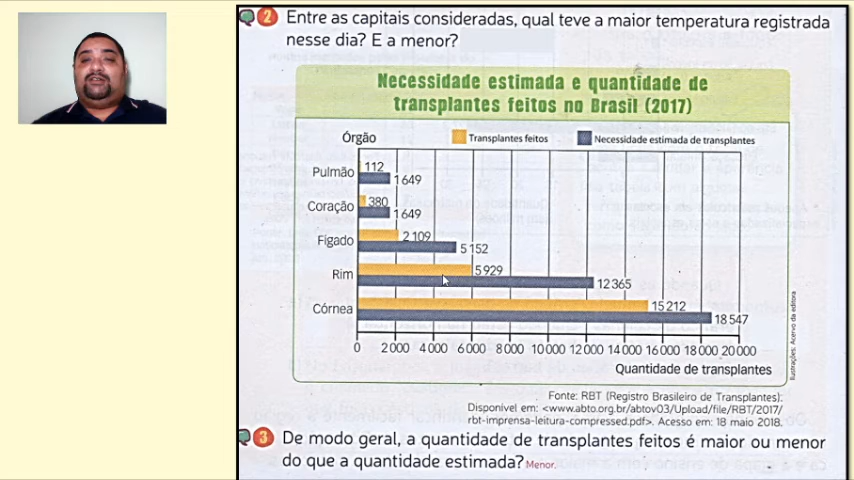 2 Entre as capitais consideradas, qual teve a maior temperatura registrada
nesse dia? E a menor?
Necessidade estimada e quantidade de
transplantes feitos no Brasil (2017)
Órgão
Transplantes feitos
Necessidade estimada de transplantes
Pulmão 112
1 649
Coração 380
1 649
Fígado 2 109
5 152
Rim 5 929
12 365
Córnea 15 212
18 547
0 2 000 4 000 6 000 8 000 10 000 12 000 14 000 16 000 18 000 20 000
Quantidade de transplantes
Ilustrações: Acervo da editora
Fonte: RBT (Registro Brasileiro de Transplantes).
Disponível em: <www.abto.org.br/abtov03/Upload/file/RBT/2017/
rbt-imprensa-leitura-compressed.pdf>. Acesso em: 18 maio 2018.
3 De modo geral, a quantidade de transplantes feitos é maior ou menor
do que a quantidade estimada? Menor.